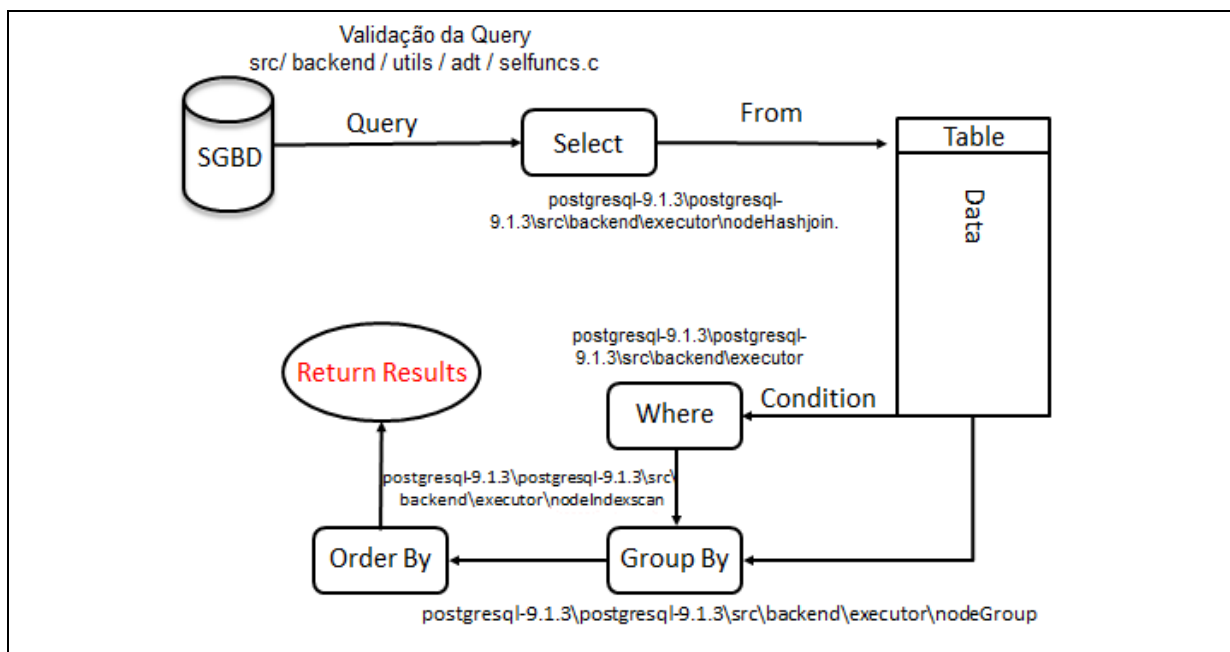 Validação da Query
src/ backend / utils / adt / selfuncs.c
SGBD
Query
Select
From
Table
Data
postgresql-9.1.3\postgresql-
9.1.3\src\backend\executor\nodeHashjoin.
postgresql-9.1.3\postgresql-
9.1.3\src\backend\executor
Return Results
Where
Condition
postgresql-9.1.3\postgresql-9.1.3\src\
backend\executor\nodeIndexscan
Order By
Group By
postgresql-9.1.3\postgresql-9.1.3\src\backend\executor\nodeGroup